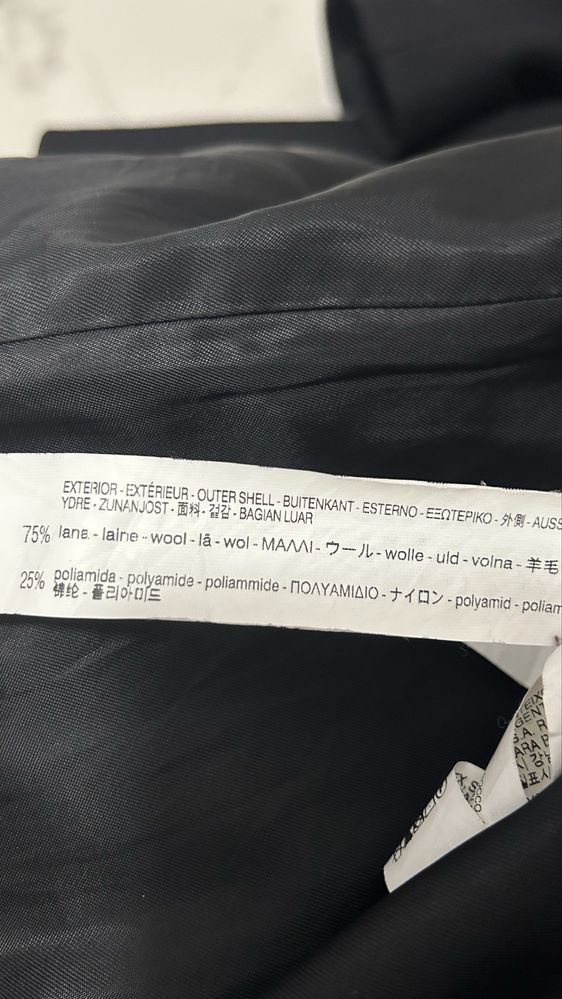 EXTERIOR - EXTÉRIEUR - OUTER SHELL - BUITENKANT - ESTERNO - ΕΞΩΤΕΡΙΚΟ - 外側 - AUSS
YDRE - ZUNANJOST - 面料 - 겉감 - BAGIAN LUAR
75% lana - laine - wool - lã - wol - ΜΑΛΛΙ - ウール - wolle - uld - volna - 羊毛
25% poliamida - polyamide - poliammide - ΠΟΛΥΑΜΙΔΙΟ - ナイロン - polyamid - poliam
锦纶 - 폴리아미드